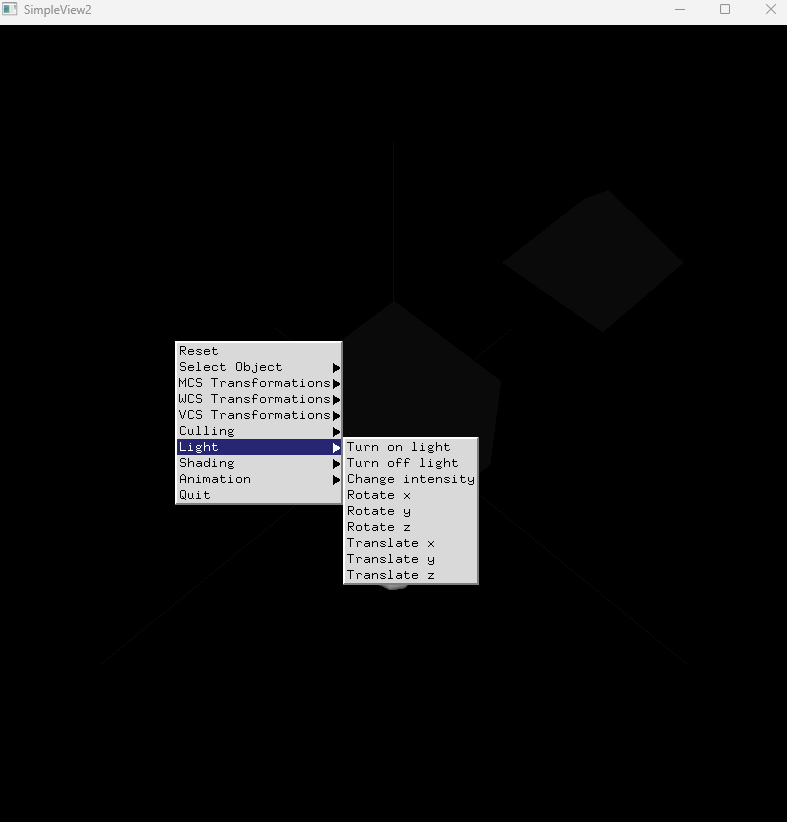 SimpleView2
Reset
Select Object
MCS Transformations
WCS Transformations
VCS Transformations
Culling
Light
Shading
Animation
Quit
Turn on light
Turn off light
Change intensity
Rotate x
Rotate y
Rotate z
Translate x
Translate y
Translate z